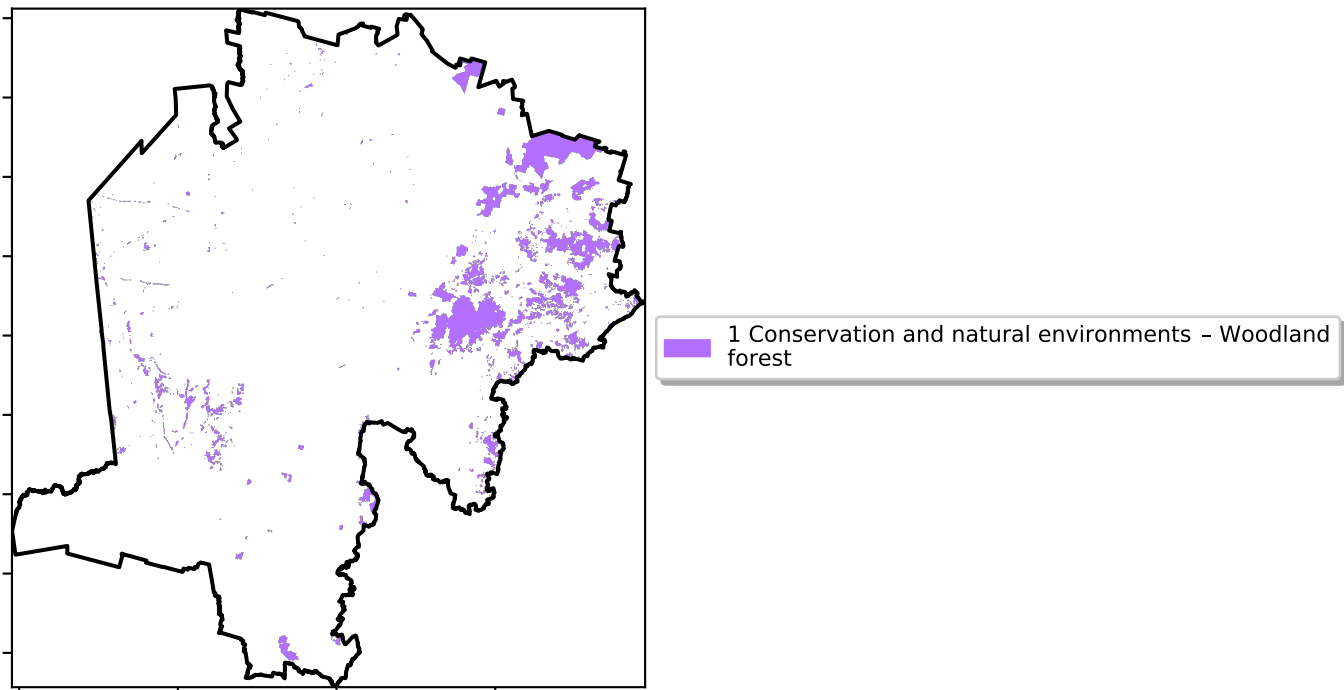 1 Conservation and natural environments – Woodland
forest